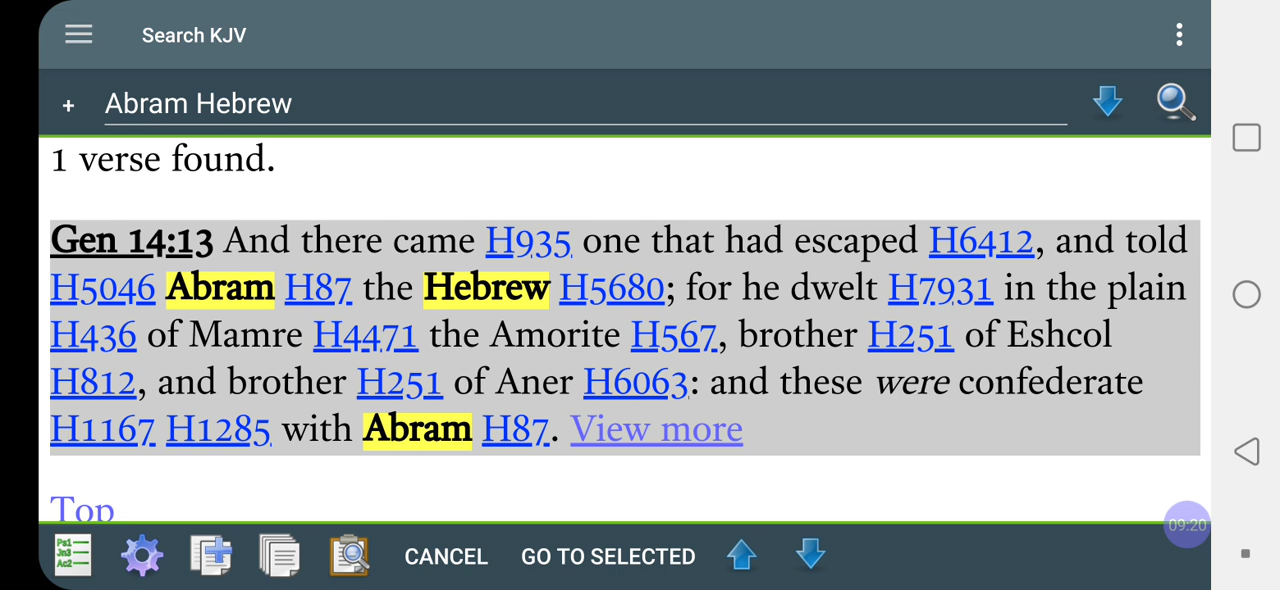 Search KJV
+ Abram Hebrew
1 verse found.
Gen 14:13 And there came H935 one that had escaped H6412, and told
H5046 Abram H87 the Hebrew H5680; for he dwelt H7931 in the plain
H436 of Mamre H4471 the Amorite H567, brother H251 of Eshcol
H812, and brother H251 of Aner H6063: and these were confederate
H1167 H1285 with Abram H87. View more
Top
09:20
Ps1
Jn3
Ac2
CANCEL GO TO SELECTED